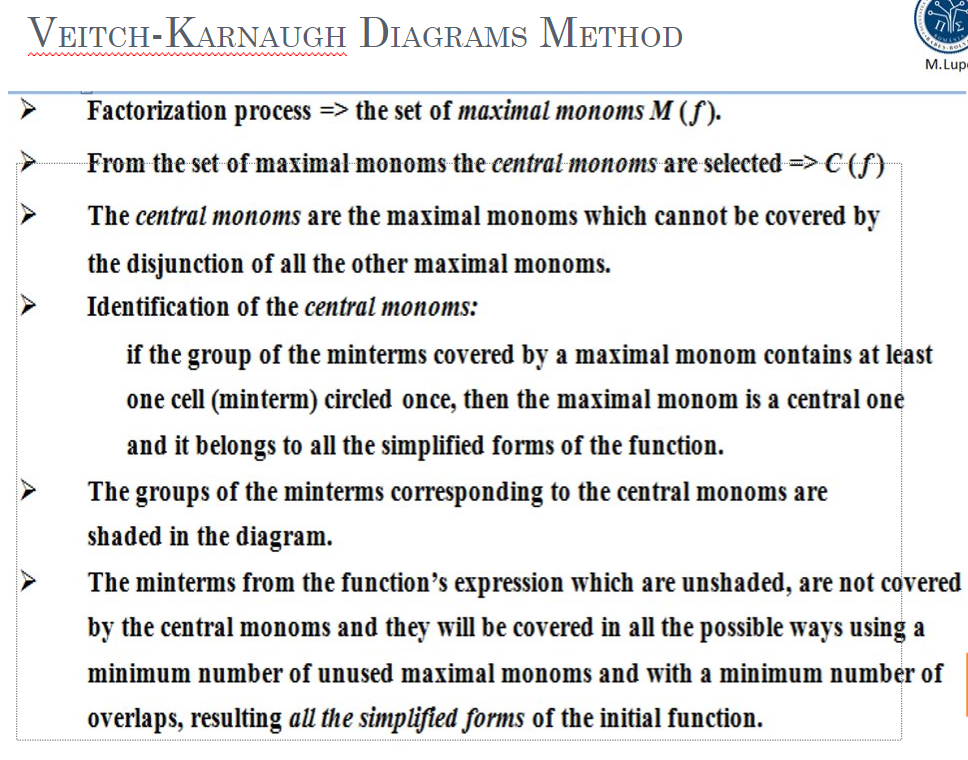 VEITCH-KARNAUGH DIAGRAMS METHOD
M.Lup
➢ Factorization process => the set of maximal monoms M (f).
➢ From the set of maximal monoms the central monoms are selected => C (f)
➢ The central monoms are the maximal monoms which cannot be covered by
the disjunction of all the other maximal monoms.
➢ Identification of the central monoms:
if the group of the minterms covered by a maximal monom contains at least
one cell (minterm) circled once, then the maximal monom is a central one
and it belongs to all the simplified forms of the function.
➢ The groups of the minterms corresponding to the central monoms are
shaded in the diagram.
➢ The minterms from the function’s expression which are unshaded, are not covered
by the central monoms and they will be covered in all the possible ways using a
minimum number of unused maximal monoms and with a minimum number of
overlaps, resulting all the simplified forms of the initial function.